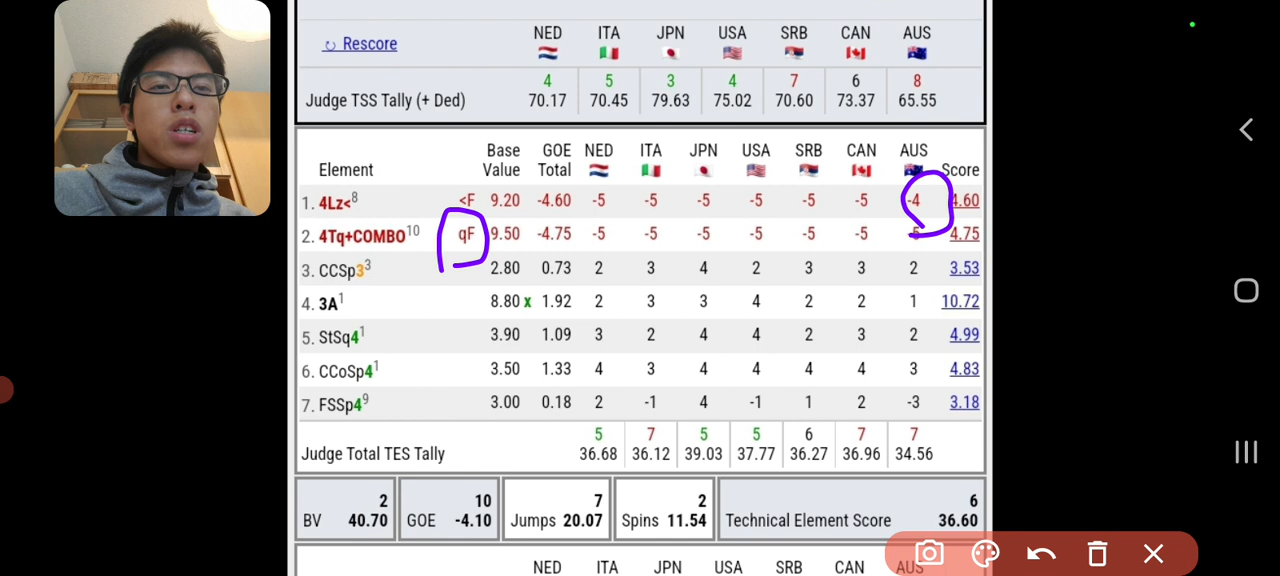 Rescore
NED ITA JPN USA SRB CAN AUS
4 5 3 4 7 6 8
Judge TSS Tally (+ Ded) 70.17 70.45 79.63 75.02 70.60 73.37 65.55
Element Base Value GOE Total NED ITA JPN USA SRB CAN AUS Score
1. 4Lz<8 <F 9.20 -4.60 -5 -5 -5 -5 -5 -5 -4 4.60
2. 4Tq+COMBO10 qF 9.50 -4.75 -5 -5 -5 -5 -5 -5 -5 4.75
3. CCSp33 2.80 0.73 2 3 4 2 3 3 2 3.53
4. 3A1 8.80 x 1.92 2 3 3 4 2 2 1 10.72
5. StSq41 3.90 1.09 3 2 4 4 2 3 2 4.99
6. CCoSp41 3.50 1.33 4 3 4 4 4 4 3 4.83
7. FSSp49 3.00 0.18 2 -1 4 -1 1 2 -3 3.18
5 7 5 5 6 7 7
Judge Total TES Tally 36.68 36.12 39.03 37.77 36.27 36.96 34.56
2 10 7 2 6
BV 40.70 GOE -4.10 Jumps 20.07 Spins 11.54 Technical Element Score 36.60
NED ITA JPN USA SRB CAN AUS